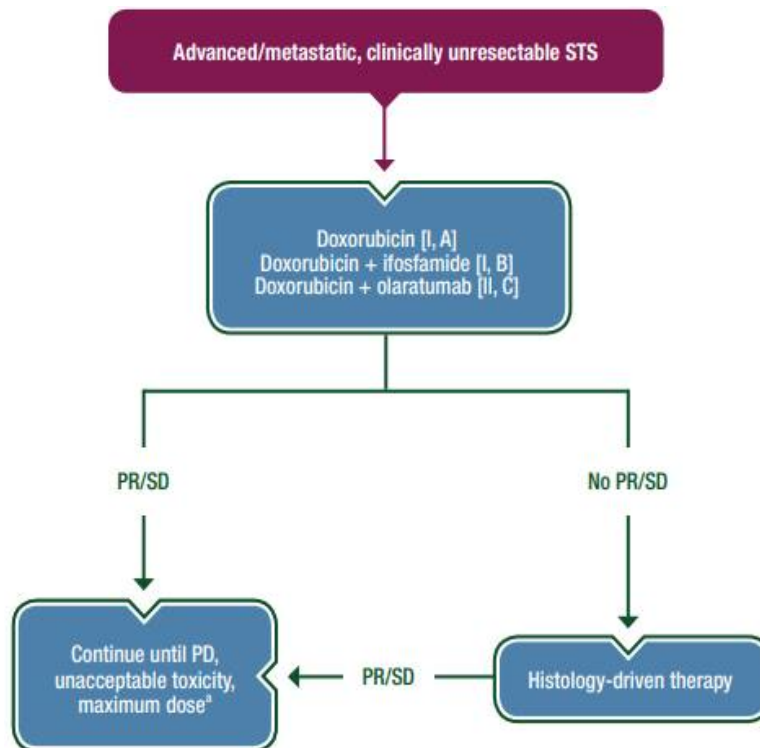 Advanced/metastatic, clinically unresectable STS
Doxorubicin [I, A]
Doxorubicin + ifosfamide [I, B]
Doxorubicin + olaratumab [II, C]
PR/SD
No PR/SD
Continue until PD,
unacceptable toxicity,
maximum doseª
PR/SD
Histology-driven therapy